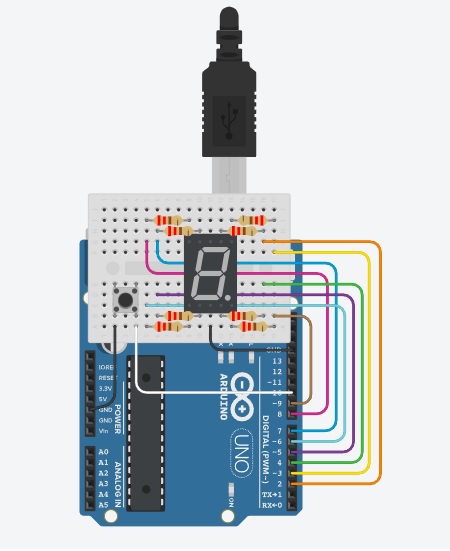 IOREF
RESET
3.3V
5V
GND
GND
Vin
POWER
A0
A1
A2
A3
A4
A5
ANALOG IN
ARDUINO
UNO
ON
DIGITAL (PWM~)
13
12
~11
~9
8
7
~6
~5
4
~3
2
TX→1
RX←0